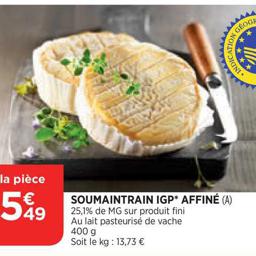 INDICATION GÉOGR
la pièce
5€49
SOUMAINTRAIN IGP* AFFINÉ (A)
25,1% de MG sur produit fini
Au lait pasteurisé de vache
400 g
Soit le kg : 13,73 €